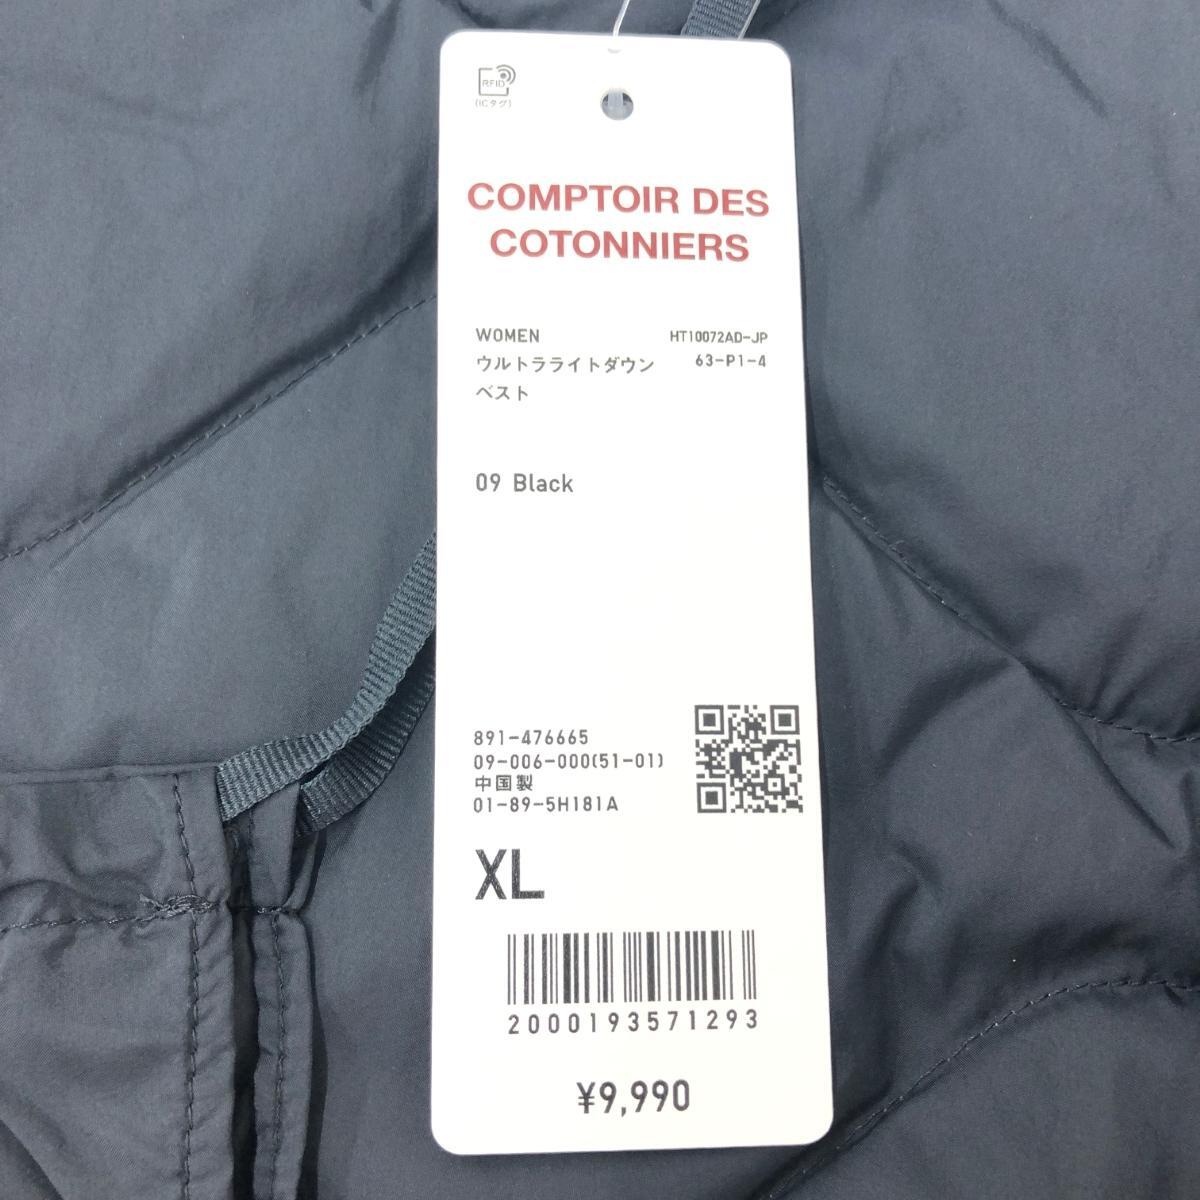 RFID
(ICタグ)
COMPTOIR DES
COTONNIERS
WOMEN HT10072AD-JP
ウルトラライトダウン 63-P1-4
ベスト
09 Black
891-476665
09-006-000(51-01)
中国製
01-89-5H181A
XL
2000193571293
¥9,990